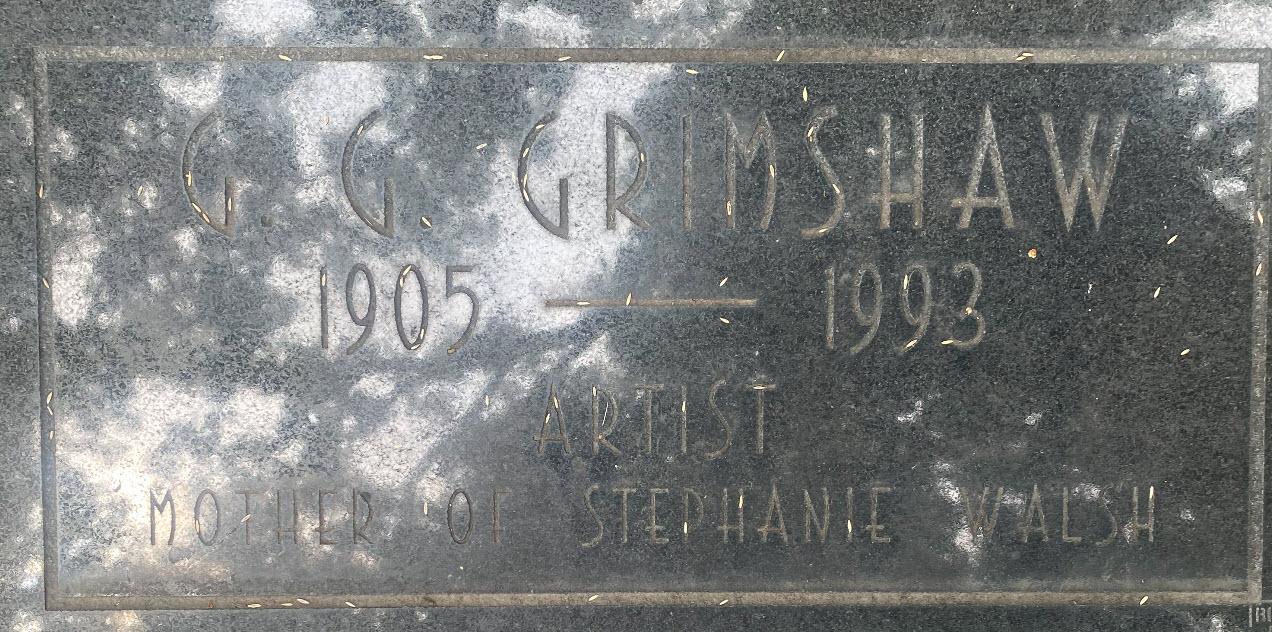 G. G. GRIMSHAW
1905 — 1993
ARTIST
MOTHER OF STEPHANIE WALSH